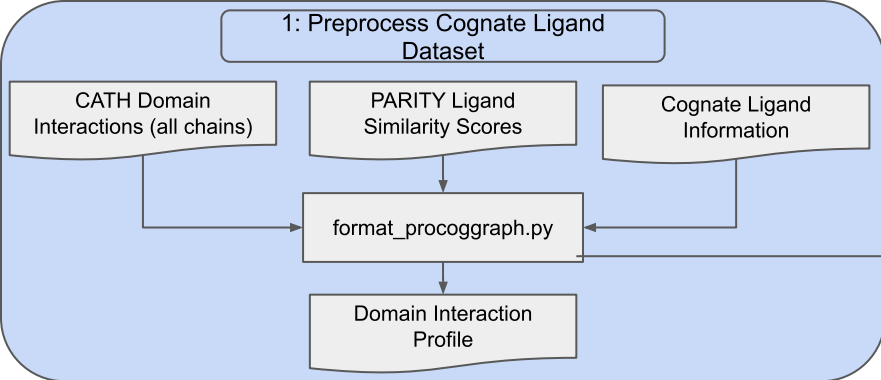 1: Preprocess Cognate Ligand
Dataset
CATH Domain
Interactions (all chains)
PARITY Ligand
Similarity Scores
Cognate Ligand
Information
format_procoggraph.py
Domain Interaction
Profile